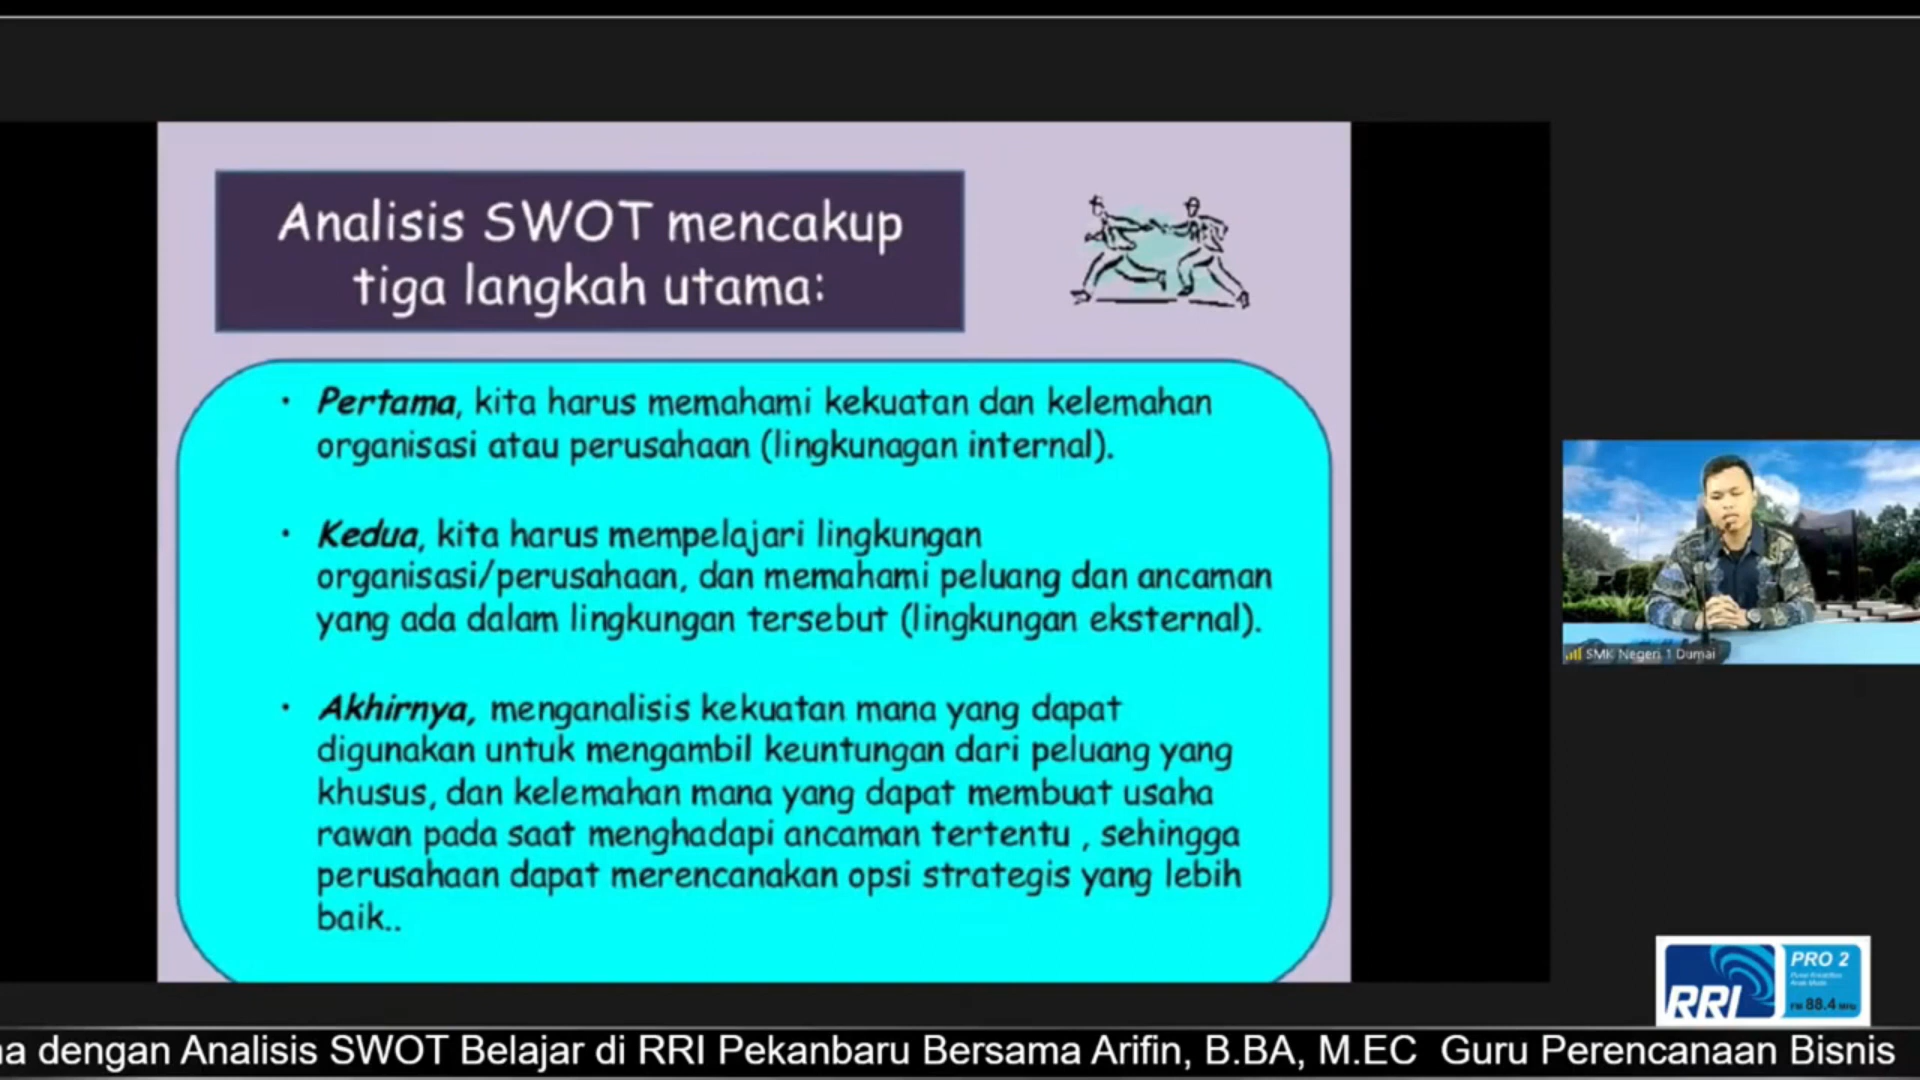 Analisis SWOT mencakup
tiga langkah utama:
• Pertama, kita harus memahami kekuatan dan kelemahan
organisasi atau perusahaan (lingkunagan internal).
• Kedua, kita harus mempelajari lingkungan
organisasi/perusahaan, dan memahami peluang dan ancaman
yang ada dalam lingkungan tersebut (lingkungan eksternal).
• Akhirnya, menganalisis kekuatan mana yang dapat
digunakan untuk mengambil keuntungan dari peluang yang
khusus, dan kelemahan mana yang dapat membuat usaha
rawan pada saat menghadapi ancaman tertentu , sehingga
perusahaan dapat merencanakan opsi strategis yang lebih
baik..
SMK Negeri 1 Dumai
RRI
PRO 2
FM 88.4 MHz
dengan Analisis SWOT Belajar di RRI Pekanbaru Bersama Arifin, B.BA, M.EC Guru Perencanaan Bisnis